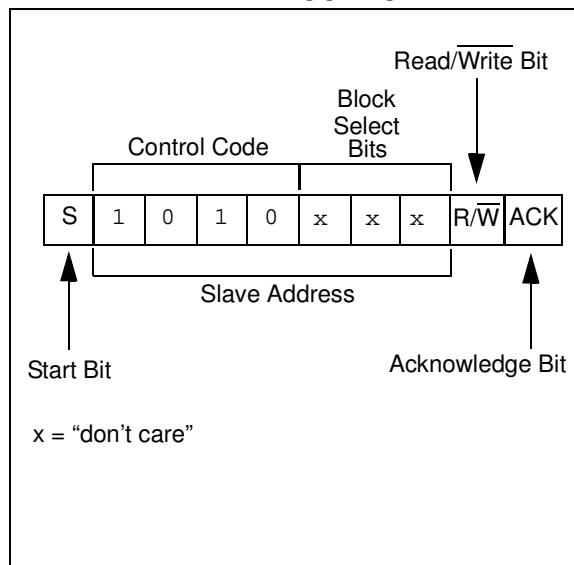 Read/Write Bit
Block
Select
Bits
Control Code
S 1 0 1 0 x x x R/W ACK
Slave Address
Start Bit
Acknowledge Bit
x = “don’t care”